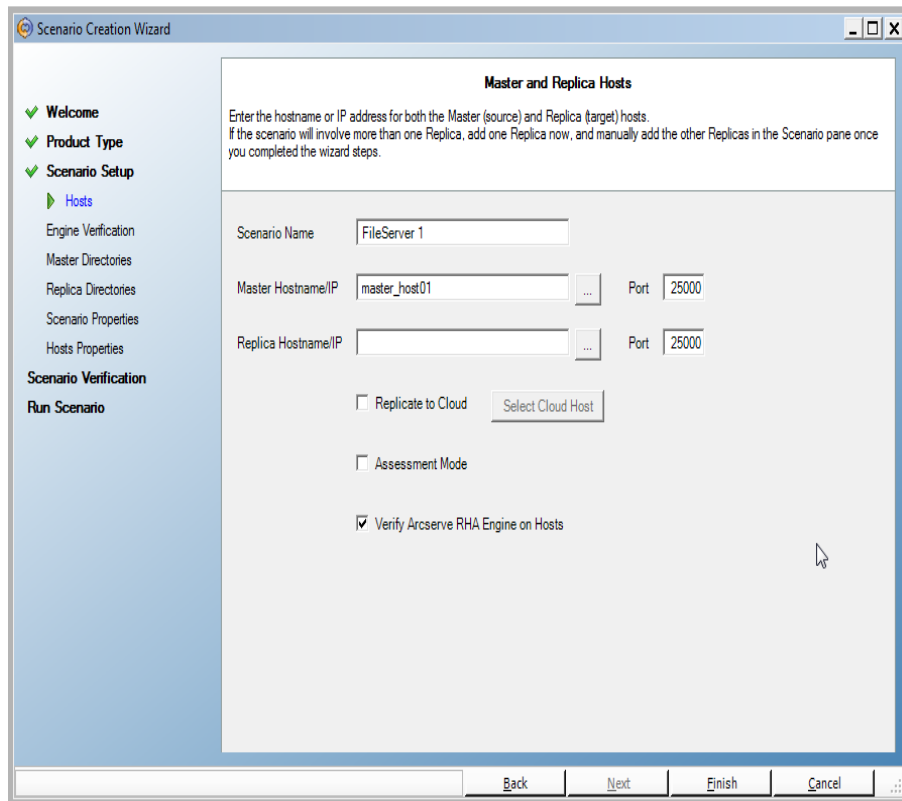 Scenario Creation Wizard
Master and Replica Hosts
Enter the hostname or IP address for both the Master (source) and Replica (target) hosts.
If the scenario will involve more than one Replica, add one Replica now, and manually add the other Replicas in the Scenario pane once
you completed the wizard steps.
Welcome
Product Type
Scenario Setup
Hosts
Engine Verification
Master Directories
Replica Directories
Scenario Properties
Hosts Properties
Scenario Verification
Run Scenario
Scenario Name FileServer 1
Master Hostname/IP master_host01 ... Port 25000
Replica Hostname/IP ... Port 25000
Replicate to Cloud Select Cloud Host
Assessment Mode
Verify Arcserve RHA Engine on Hosts
Back Next Finish Cancel